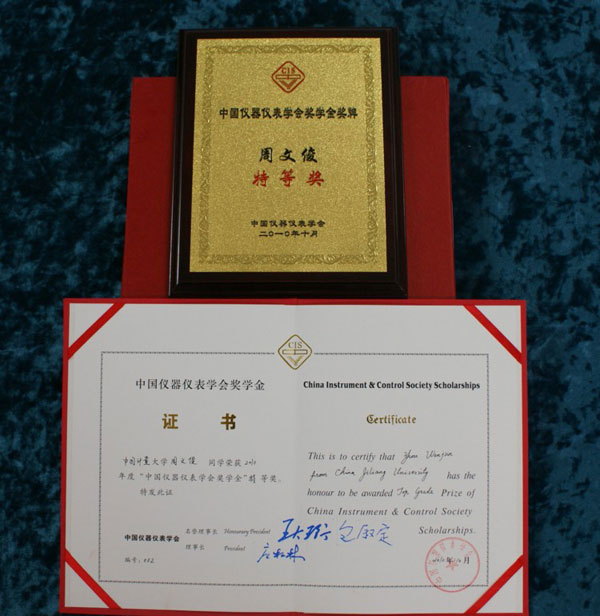 CIS
中国仪器仪表学会奖学金奖牌
周文俊
特等奖
中国仪器仪表学会
二〇一〇年十月
CIS
中国仪器仪表学会奖学金
证 书
中国计量大学周文俊 同学荣获2010
年度“中国仪器仪表学会奖学金”特等奖。
特发此证
中国仪器仪表学会
名誉理事长 Honourary President
理事长 President
编号:002
China Instrument & Control Society Scholarships
Certificate
This is to certify that Zhou Wenjun
from China Jiliang University has the
honour to be awarded Top Grade Prize of
China Instrument & Control Society
Scholarships.